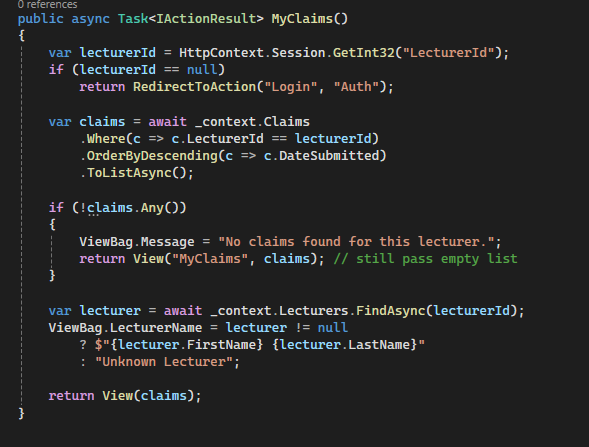 0 references
public async Task<IActionResult> MyClaims()
{
    var lecturerId = HttpContext.Session.GetInt32("LecturerId");
    if (lecturerId == null)
        return RedirectToAction("Login", "Auth");

    var claims = await _context.Claims
        .Where(c => c.LecturerId == lecturerId)
        .OrderByDescending(c => c.DateSubmitted)
        .ToListAsync();

    if (!claims.Any())
    {
        ViewBag.Message = "No claims found for this lecturer.";
        return View("MyClaims", claims); // still pass empty list
    }

    var lecturer = await _context.Lecturers.FindAsync(lecturerId);
    ViewBag.LecturerName = lecturer != null
        ? $"{lecturer.FirstName} {lecturer.LastName}"
        : "Unknown Lecturer";

    return View(claims);
}